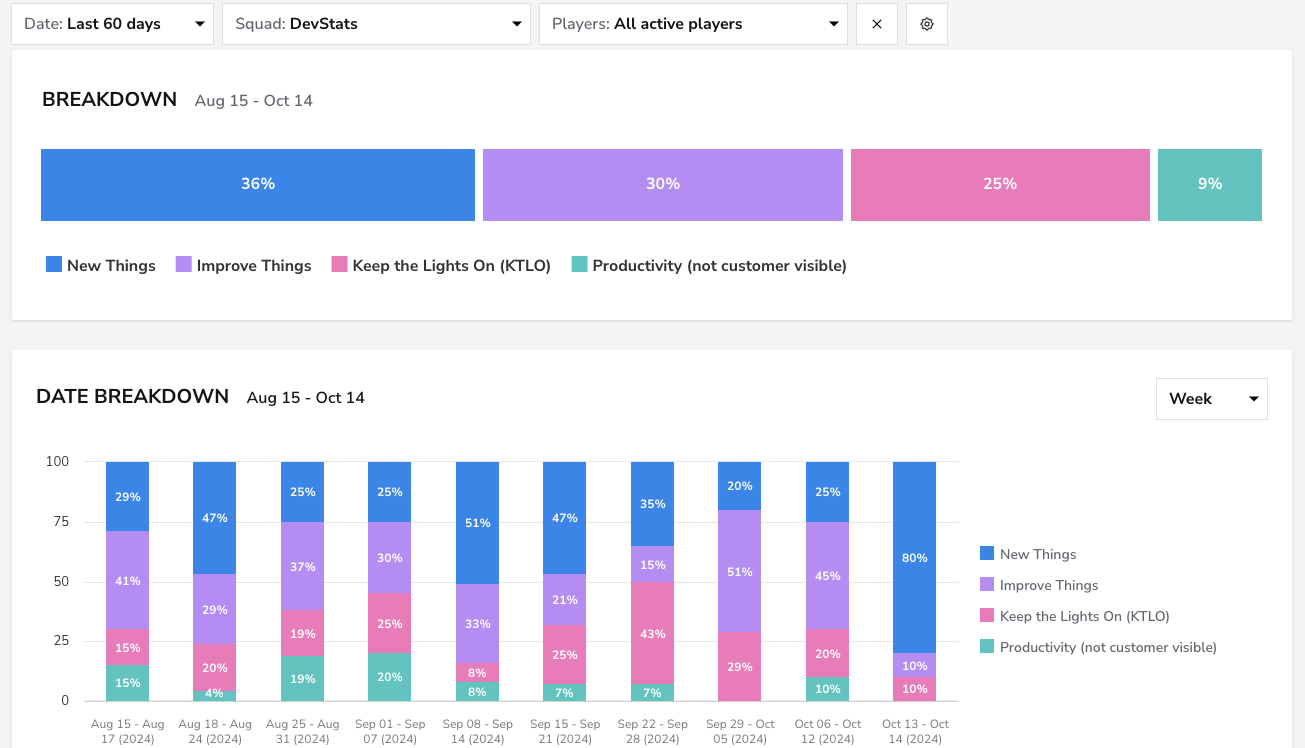 Date: Last 60 days Squad: DevStats Players: All active players
BREAKDOWN Aug 15 - Oct 14
36% 30% 25% 9%
New Things Improve Things Keep the Lights On (KTLO) Productivity (not customer visible)
DATE BREAKDOWN Aug 15 - Oct 14
Week
100
75
50
25
0
29%
41%
15%
15%
47%
29%
20%
4%
25%
37%
19%
19%
25%
30%
25%
20%
51%
33%
8%
8%
47%
21%
25%
7%
35%
15%
43%
7%
20%
51%
29%
25%
45%
20%
10%
80%
10%
10%
Aug 15 - Aug
17 (2024)
Aug 18 - Aug
24 (2024)
Aug 25 - Aug
31 (2024)
Sep 01 - Sep
07 (2024)
Sep 08 - Sep
14 (2024)
Sep 15 - Sep
21 (2024)
Sep 22 - Sep
28 (2024)
Sep 29 - Oct
05 (2024)
Oct 06 - Oct
12 (2024)
Oct 13 - Oct
14 (2024)
New Things
Improve Things
Keep the Lights On (KTLO)
Productivity (not customer visible)